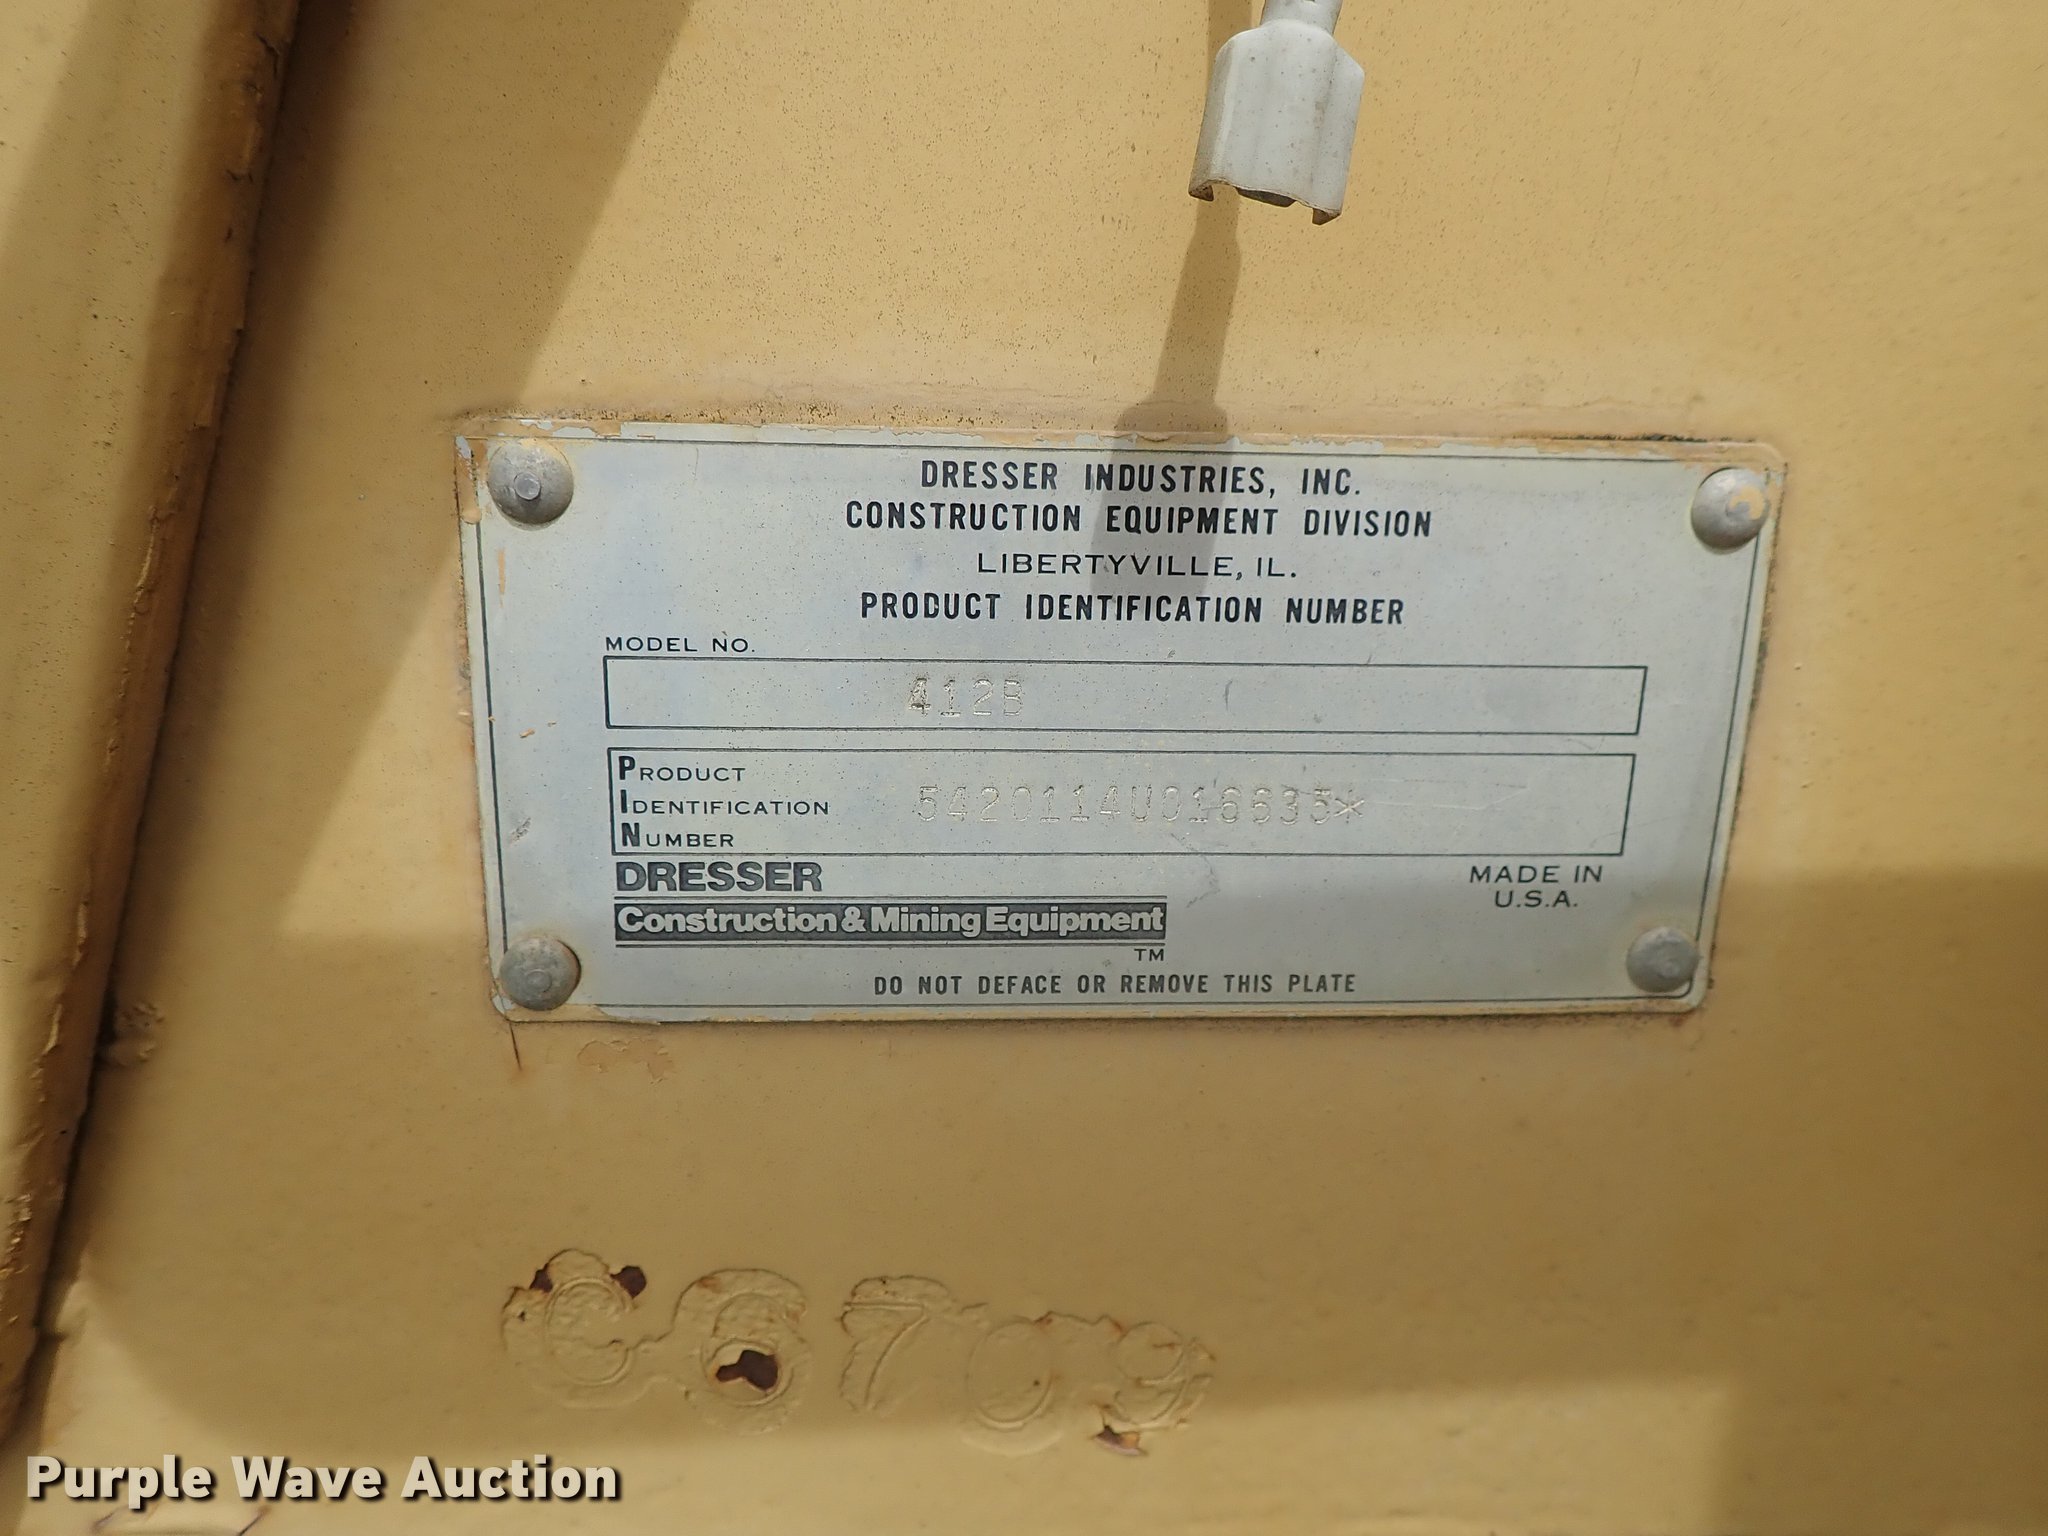 DRESSER INDUSTRIES, INC.
CONSTRUCTION EQUIPMENT DIVISION
LIBERTYVILLE, IL.
PRODUCT IDENTIFICATION NUMBER
MODEL NO.
412B
PRODUCT
IDENTIFICATION
NUMBER
5420114U016635*
DRESSER
Construction & Mining Equipment
TM
MADE IN
U.S.A.
DO NOT DEFACE OR REMOVE THIS PLATE
Purple Wave Auction